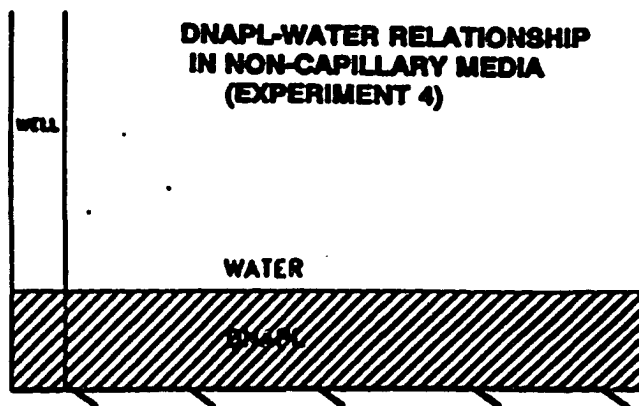 DNAPL-WATER RELATIONSHIP
IN NON-CAPILLARY MEDIA
(EXPERIMENT 4)
WELL
WATER
DNAPL